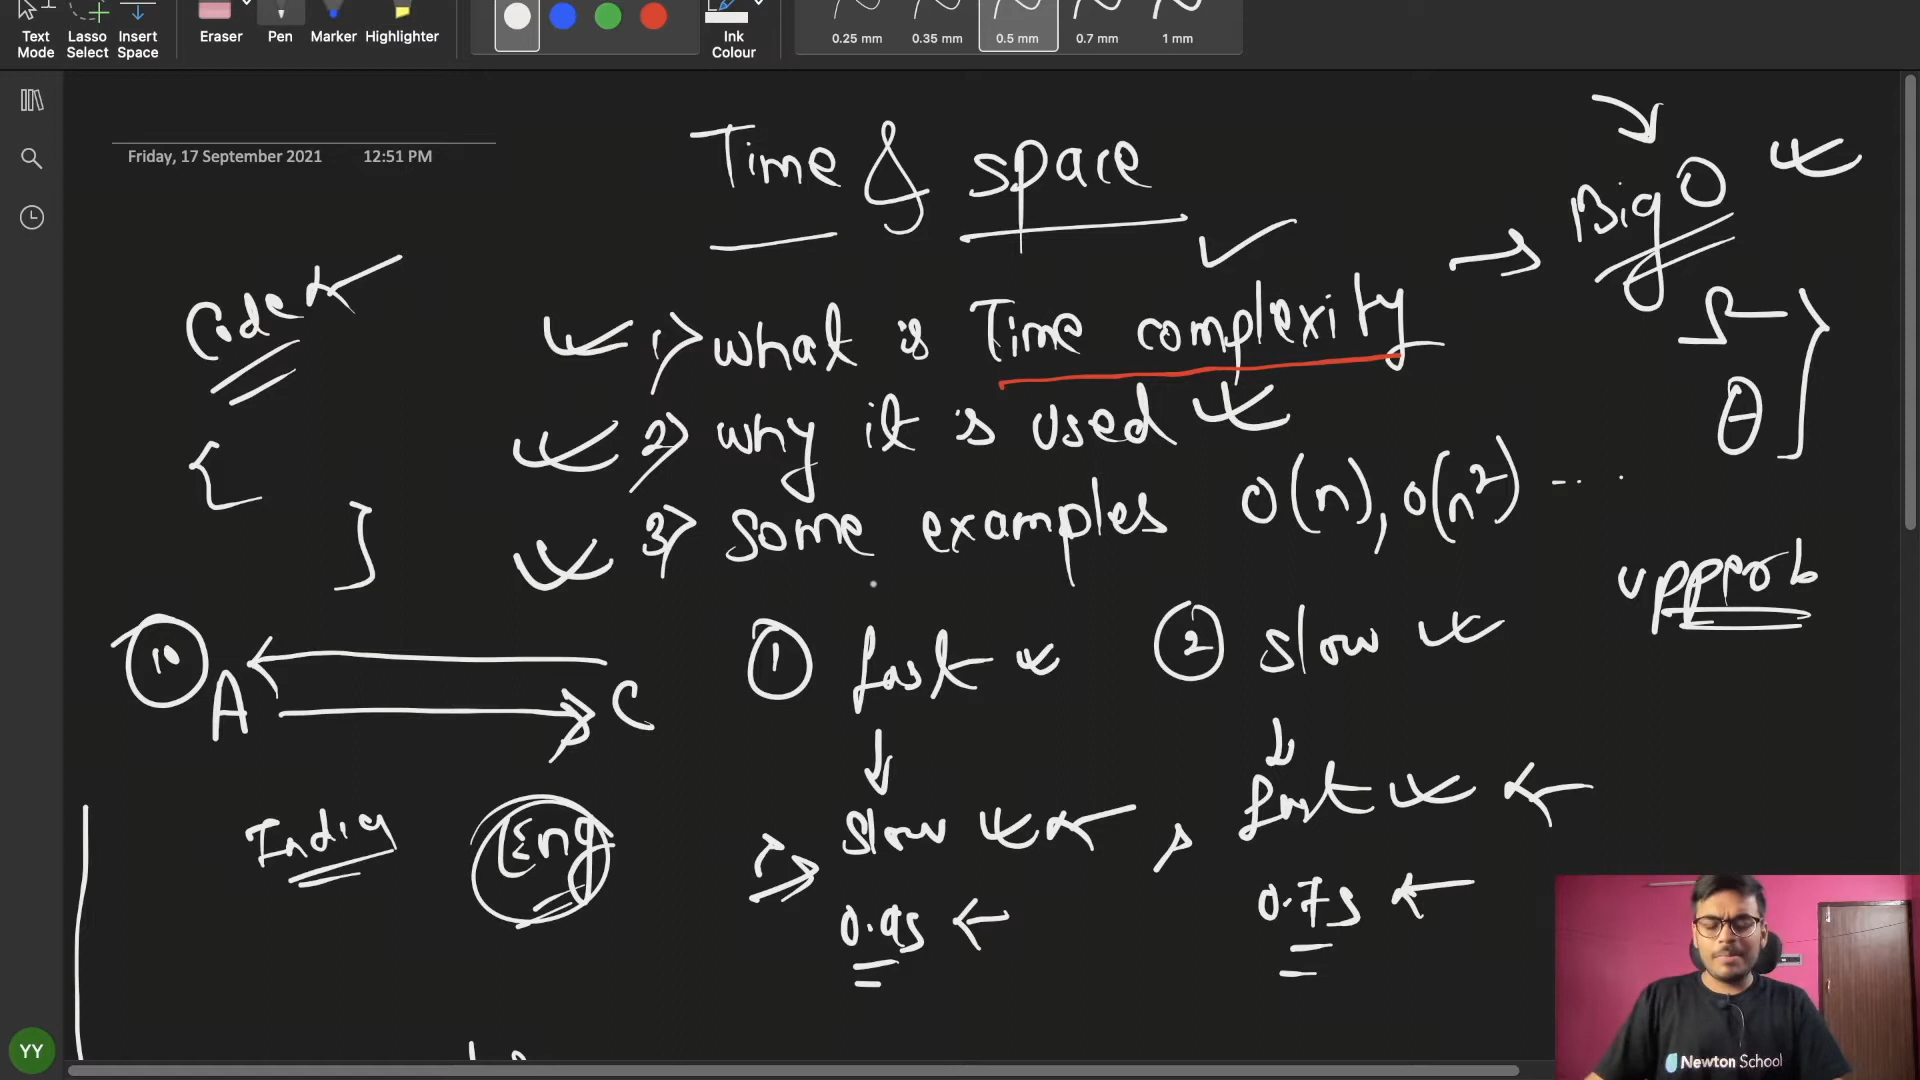 Text Mode
Lasso Select
Insert Space
Eraser
Pen
Marker
Highlighter
Ink Colour
0.25 mm
0.35 mm
0.5 mm
0.7 mm
1 mm
Friday, 17 September 2021 12:51 PM
Time & space
Big O
Code
1) what is Time complexity
Ω
2) why it is used
θ
3) Some examples O(n), O(n²) ....
uppprb
10
A C
1 fast
2 slow
India
Eng
slow
fast
0.9s
0.7s
YY
Newton School